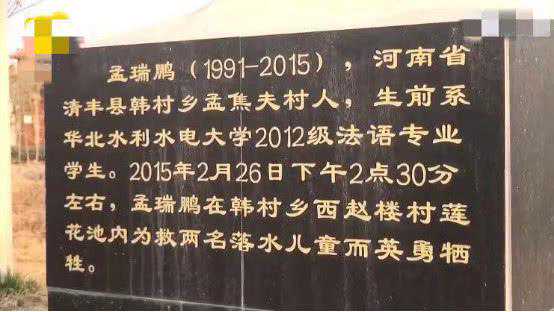 孟瑞鹏（1991-2015），河南省
清丰县韩村乡孟焦夫村人，生前系
华北水利水电大学2012级法语专业
学生。2015年2月26日下午2点30分
左右，孟瑞鹏在韩村乡西赵楼村莲
花池内为救两名落水儿童而英勇牺
牲。